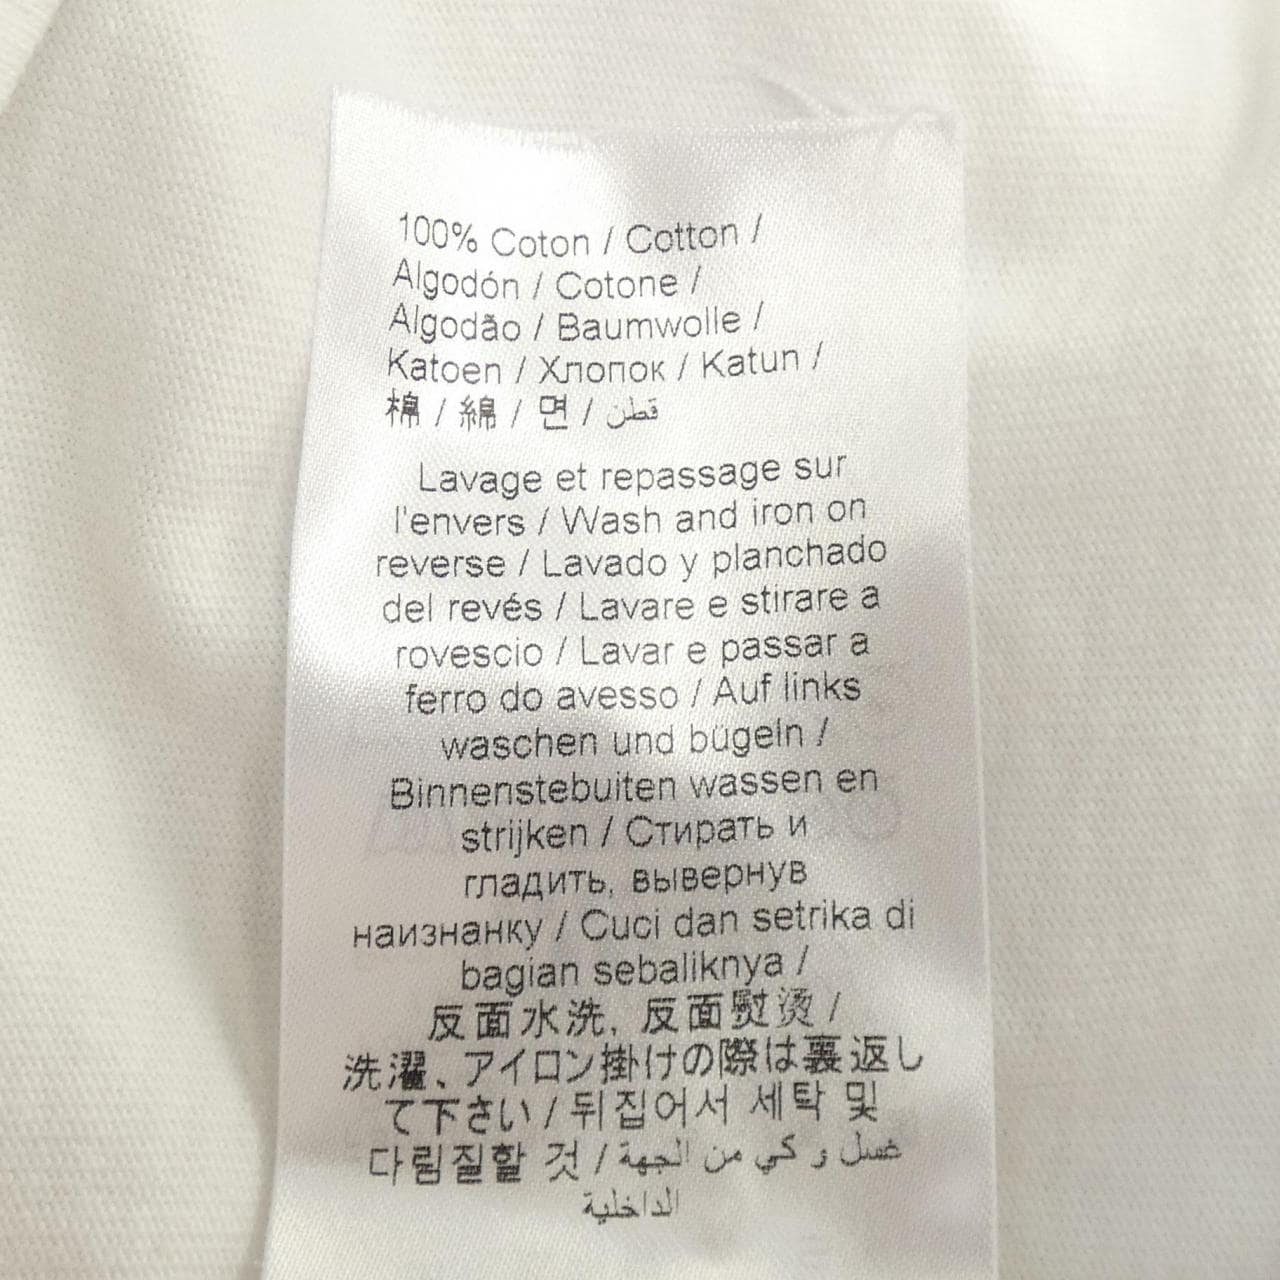 100% Coton / Cotton /
Algodón / Cotone /
Algodão / Baumwolle /
Katoen / Хлопок / Katun /
棉 / 綿 / 면 / قطن
Lavage et repassage sur
l'envers / Wash and iron on
reverse / Lavado y planchado
del revés / Lavare e stirare a
rovescio / Lavar e passar a
ferro do avesso / Auf links
waschen und bügeln /
Binnenstebuiten wassen en
strijken / Стирать и
гладить, вывернув
наизнанку / Cuci dan setrika di
bagian sebaliknya /
反面水洗, 反面熨烫 /
洗濯、アイロン掛けの際は裏返し
て下さい / 뒤집어서 세탁 및
다림질할 것 / غسل و كي من الجهة
الداخلية